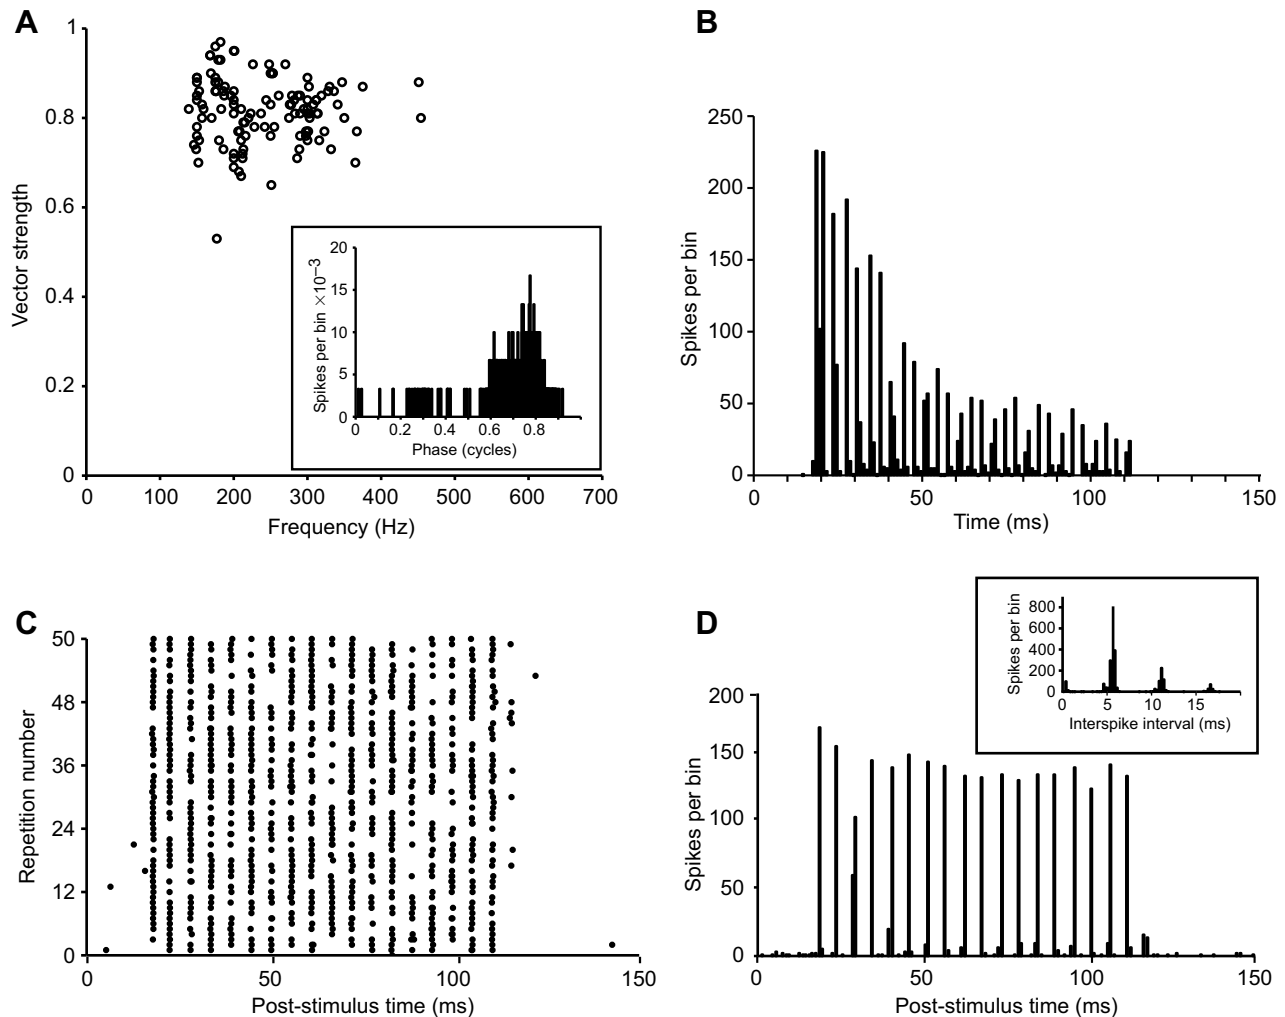 A
1
0.8
0.6
0.4
0.2
0
Vector strength
0 100 200 300 400 500 600 700
Frequency (Hz)
20
15
10
5
0
Spikes per bin ×10–3
0 0.2 0.4 0.6 0.8
Phase (cycles)
B
250
200
150
100
50
0
Spikes per bin
0 50 100 150
Time (ms)
C
50
48
36
24
12
0
Repetition number
0 50 100 150
Post-stimulus time (ms)
D
800
600
400
200
0
Spikes per bin
0 5 10 15
Interspike interval (ms)
200
150
100
50
0
Spikes per bin
0 50 100 150
Post-stimulus time (ms)